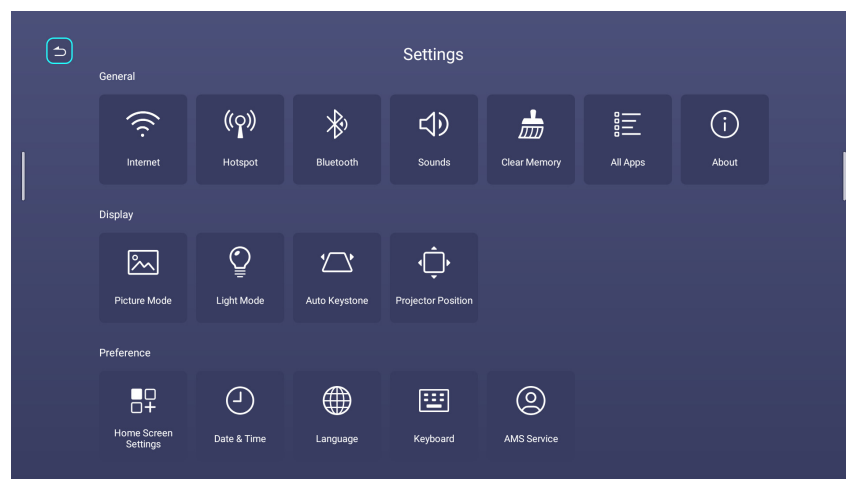 Settings
General
Internet
Hotspot
Bluetooth
Sounds
Clear Memory
All Apps
About
Display
Picture Mode
Light Mode
Auto Keystone
Projector Position
Preference
Home Screen
Settings
Date & Time
Language
Keyboard
AMS Service